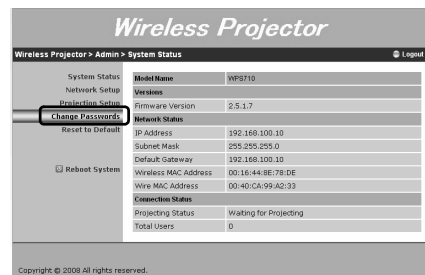 Wireless Projector
Wireless Projector > Admin > System Status
Logout
System Status
Network Setup
Projection Setup
Change Passwords
Reset to Default
Reboot System
Model Name WPS710
Versions
Firmware Version 2.5.1.7
Network Status
IP Address 192.168.100.10
Subnet Mask 255.255.255.0
Default Gateway 192.168.100.10
Wireless MAC Address 00:16:44:8E:78:DE
Wire MAC Address 00:40:CA:99:A2:33
Connection Status
Projecting Status Waiting for Projecting
Total Users 0
Copyright © 2008 All rights reserved.